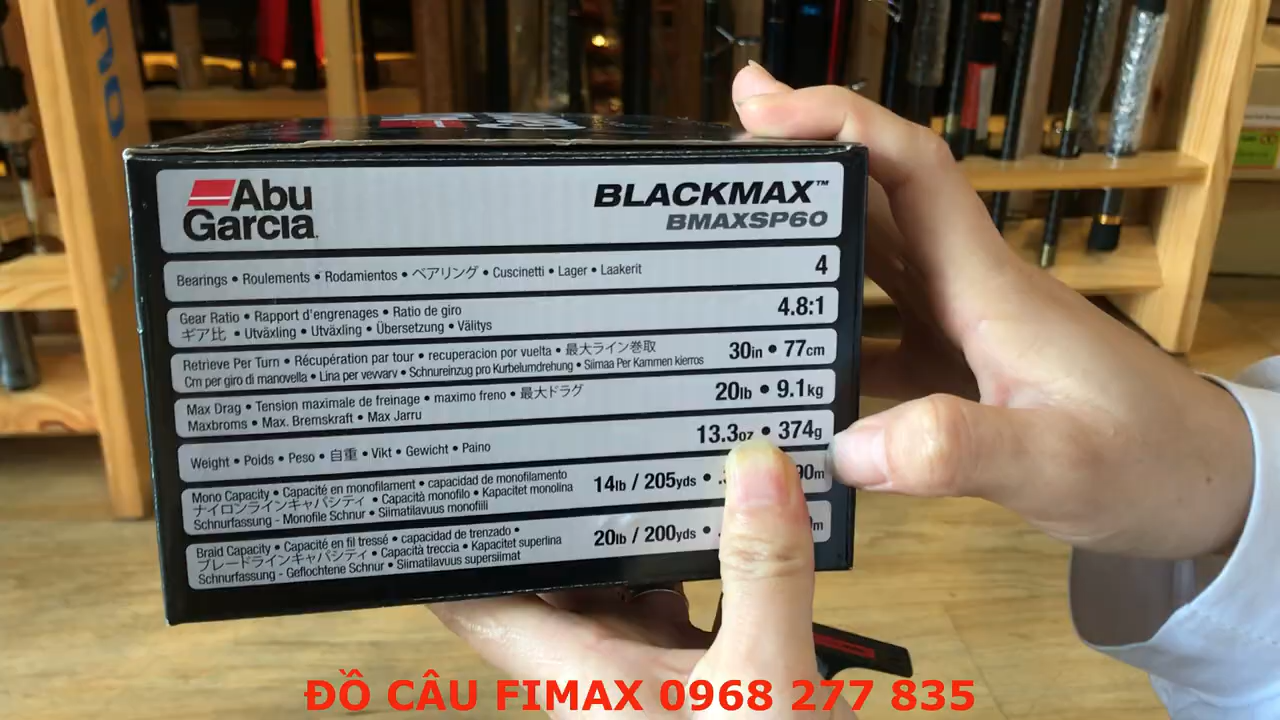 Abu
Garcia
BLACKMAX™
BMAXSP60
Bearings • Roulements • Rodamientos • ベアリング • Cuscinetti • Lager • Laakerit
4
Gear Ratio • Rapport d'engrenages • Ratio de giro
ギア比 • Utväxling • Utväxling • Übersetzung • Välitys
4.8:1
Retrieve Per Turn • Récupération par tour • recuperacion por vuelta • 最大ライン巻取
Cm per giro di manovella • Lina per vevvarv • Schnureinzug pro Kurbelumdrehung • Siimaa Per Kammen kierros
30in • 77cm
Max Drag • Tension maximale de freinage • maximo freno • 最大ドラグ
Maxbroms • Max. Bremskraft • Max Jarru
20lb • 9.1kg
Weight • Poids • Peso • 自重 • Vikt • Gewicht • Paino
13.3oz • 374g
Mono Capacity • Capacité en monofilament • capacidad de monofilamento
ナイロンラインキャパシティ • Capacità monofilo • Kapacitet monolina
Schnurfassung - Monofile Schnur • Siimatilavuus monofiili
14lb / 205yds •
Braid Capacity • Capacité en fil tressé • capacidad de trenzado •
ブレードラインキャパシティ • Capacità treccia • Kapacitet superlina
Schnurfassung - Geflochtene Schnur • Siimatilavuus supersiimat
20lb / 200yds •
ĐỒ CÂU FIMAX 0968 277 835